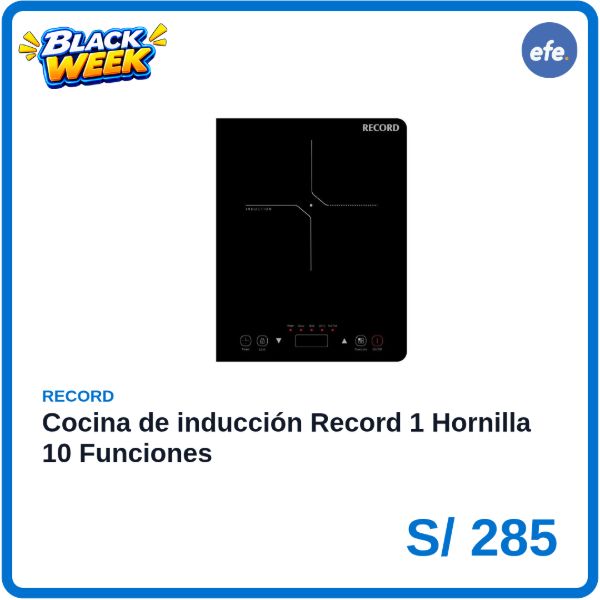 BLACK
WEEK
efe.
RECORD
INDUCTION
RECORD
Cocina de inducción Record 1 Hornilla
10 Funciones
S/ 285